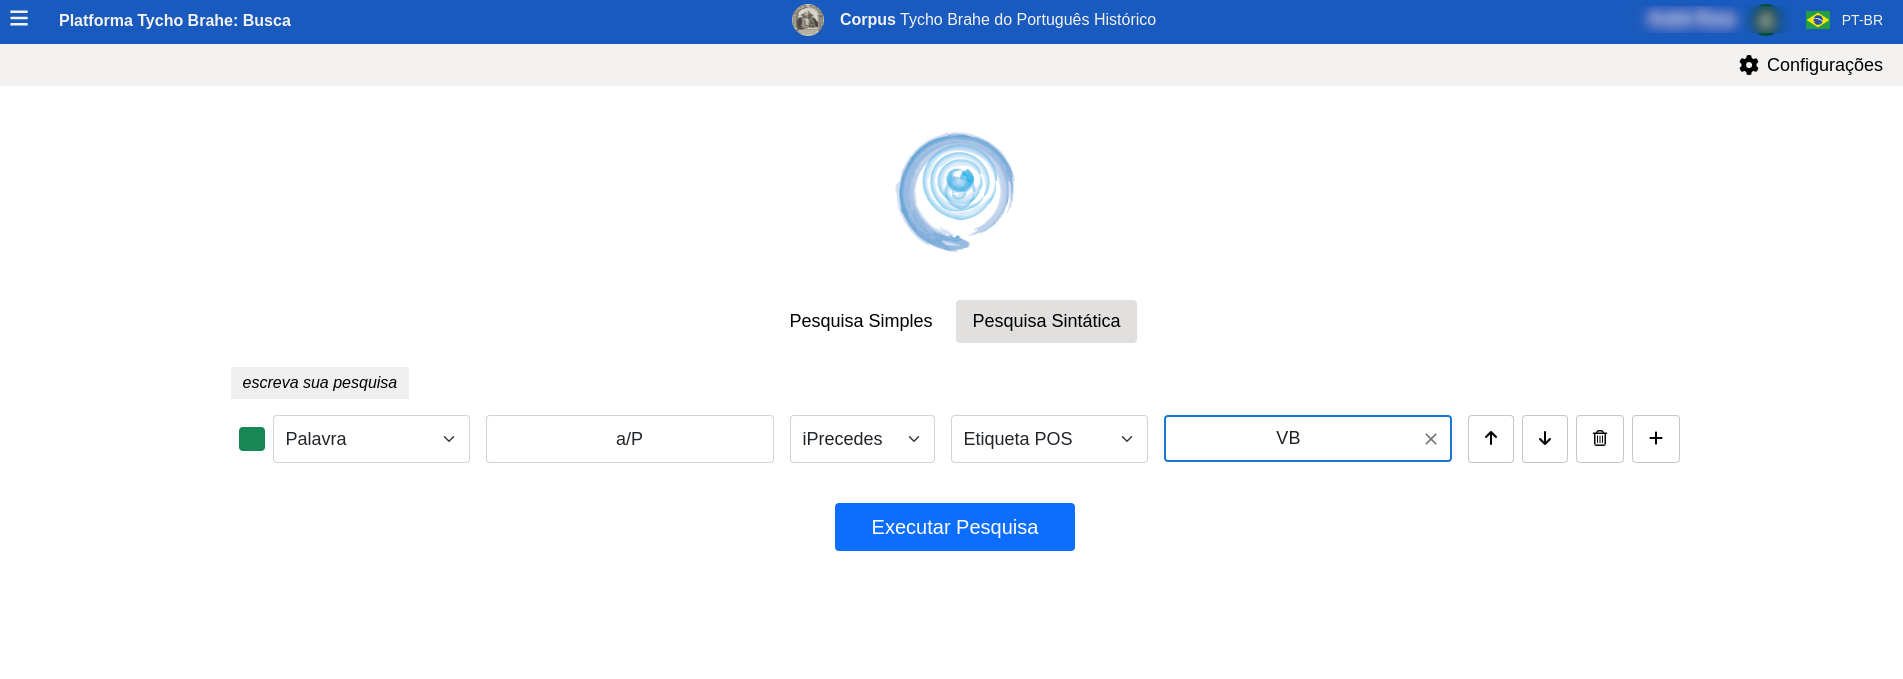 Platforma Tycho Brahe: Busca
Corpus Tycho Brahe do Português Histórico
PT-BR
Configurações
Pesquisa Simples
Pesquisa Sintática
escreva sua pesquisa
Palavra a/P iPrecedes Etiqueta POS VB
Executar Pesquisa